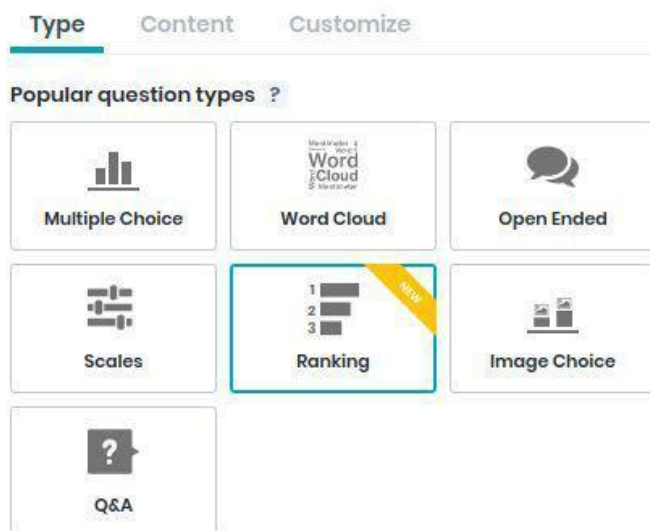 Type Content Customize
Popular question types ?
Multiple Choice
Word
Cloud
Word Cloud
Open Ended
Scales
1
2
3
NEW
Ranking
Image Choice
?
Q&A